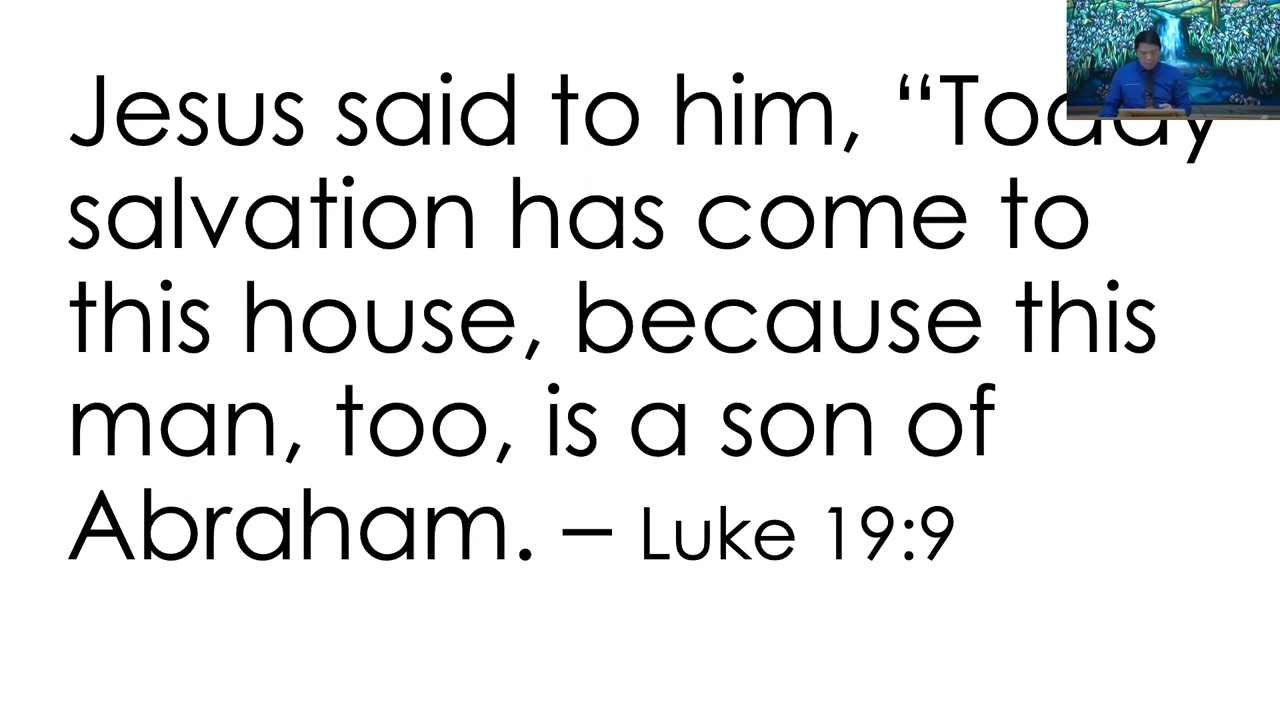 Jesus said to him, “Today
salvation has come to
this house, because this
man, too, is a son of
Abraham. – Luke 19:9